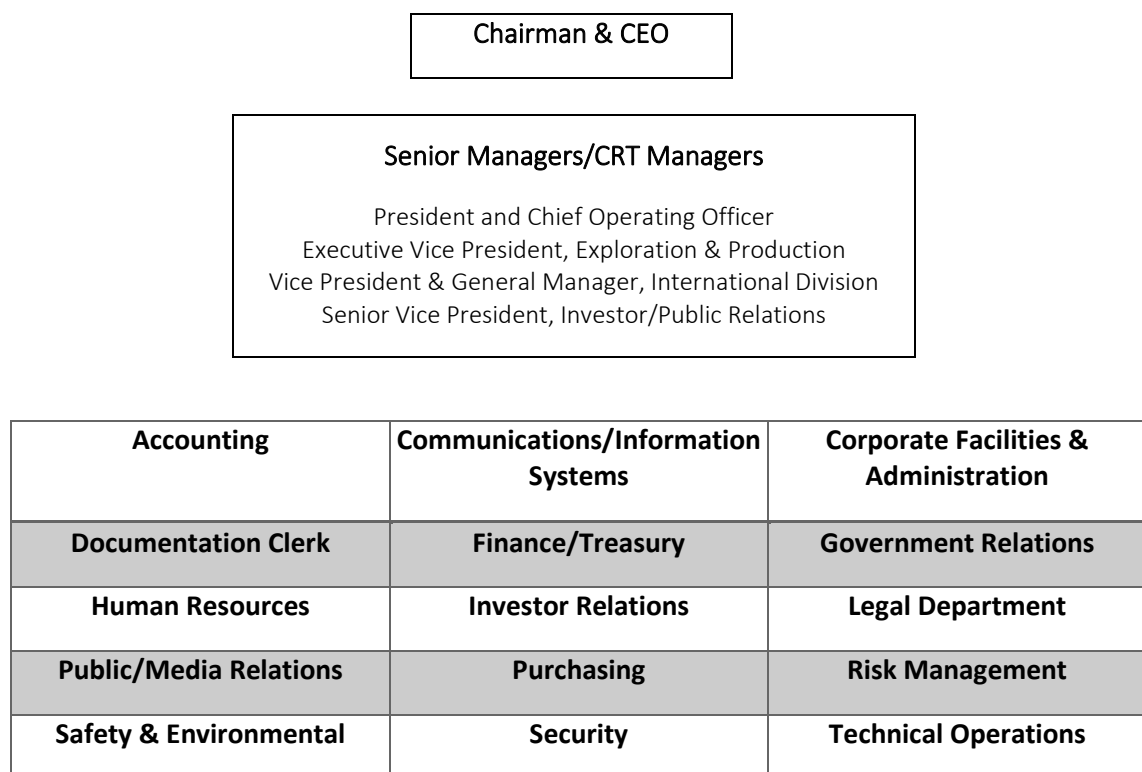 Chairman & CEO
Senior Managers/CRT Managers
President and Chief Operating Officer
Executive Vice President, Exploration & Production
Vice President & General Manager, International Division
Senior Vice President, Investor/Public Relations
Accounting
Communications/Information
Systems
Corporate Facilities &
Administration
Documentation Clerk
Finance/Treasury
Government Relations
Human Resources
Investor Relations
Legal Department
Public/Media Relations
Purchasing
Risk Management
Safety & Environmental
Security
Technical Operations